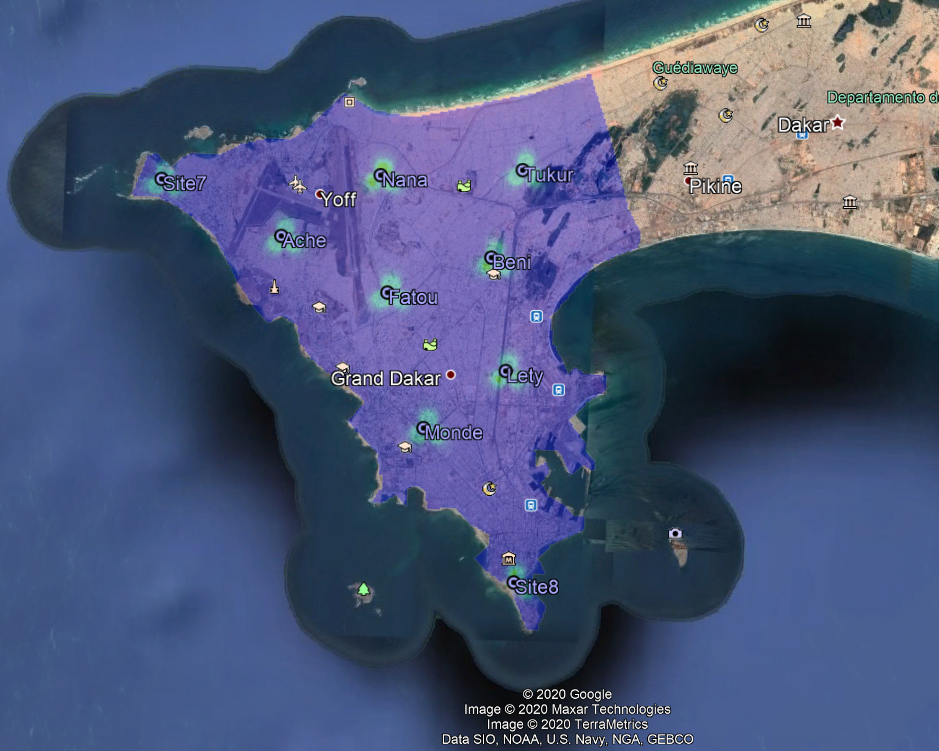 Guédiawaye
Departamento d
Dakar
Pikine
Site7
Yoff
Nana
Tukur
Ache
Beni
Fatou
Grand Dakar
Lety
Monde
M
Site8
© 2020 Google
Image © 2020 Maxar Technologies
Image © 2020 TerraMetrics
Data SIO, NOAA, U.S. Navy, NGA, GEBCO